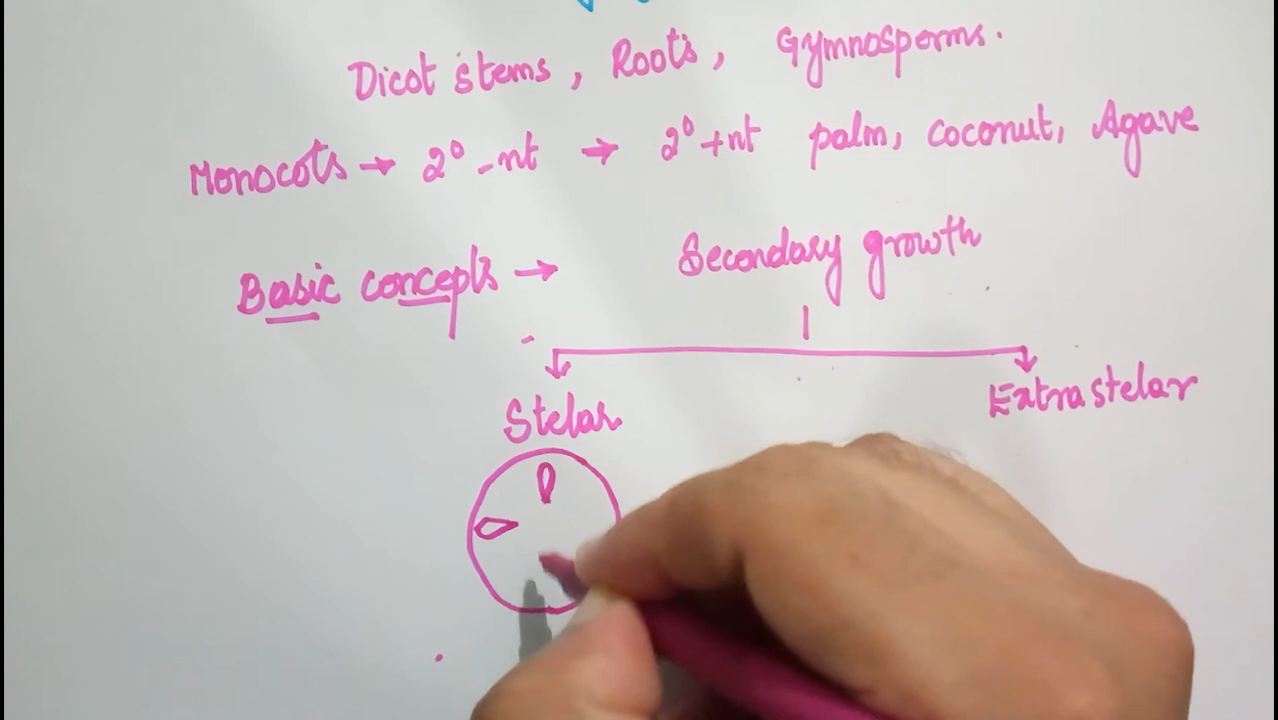 Dicot stems, Roots, Gymnosperms.
Monocots → 2° -nt → 2° +nt palm, coconut, Agave
Basic concepts → Secondary growth
Stelar Extrastelar